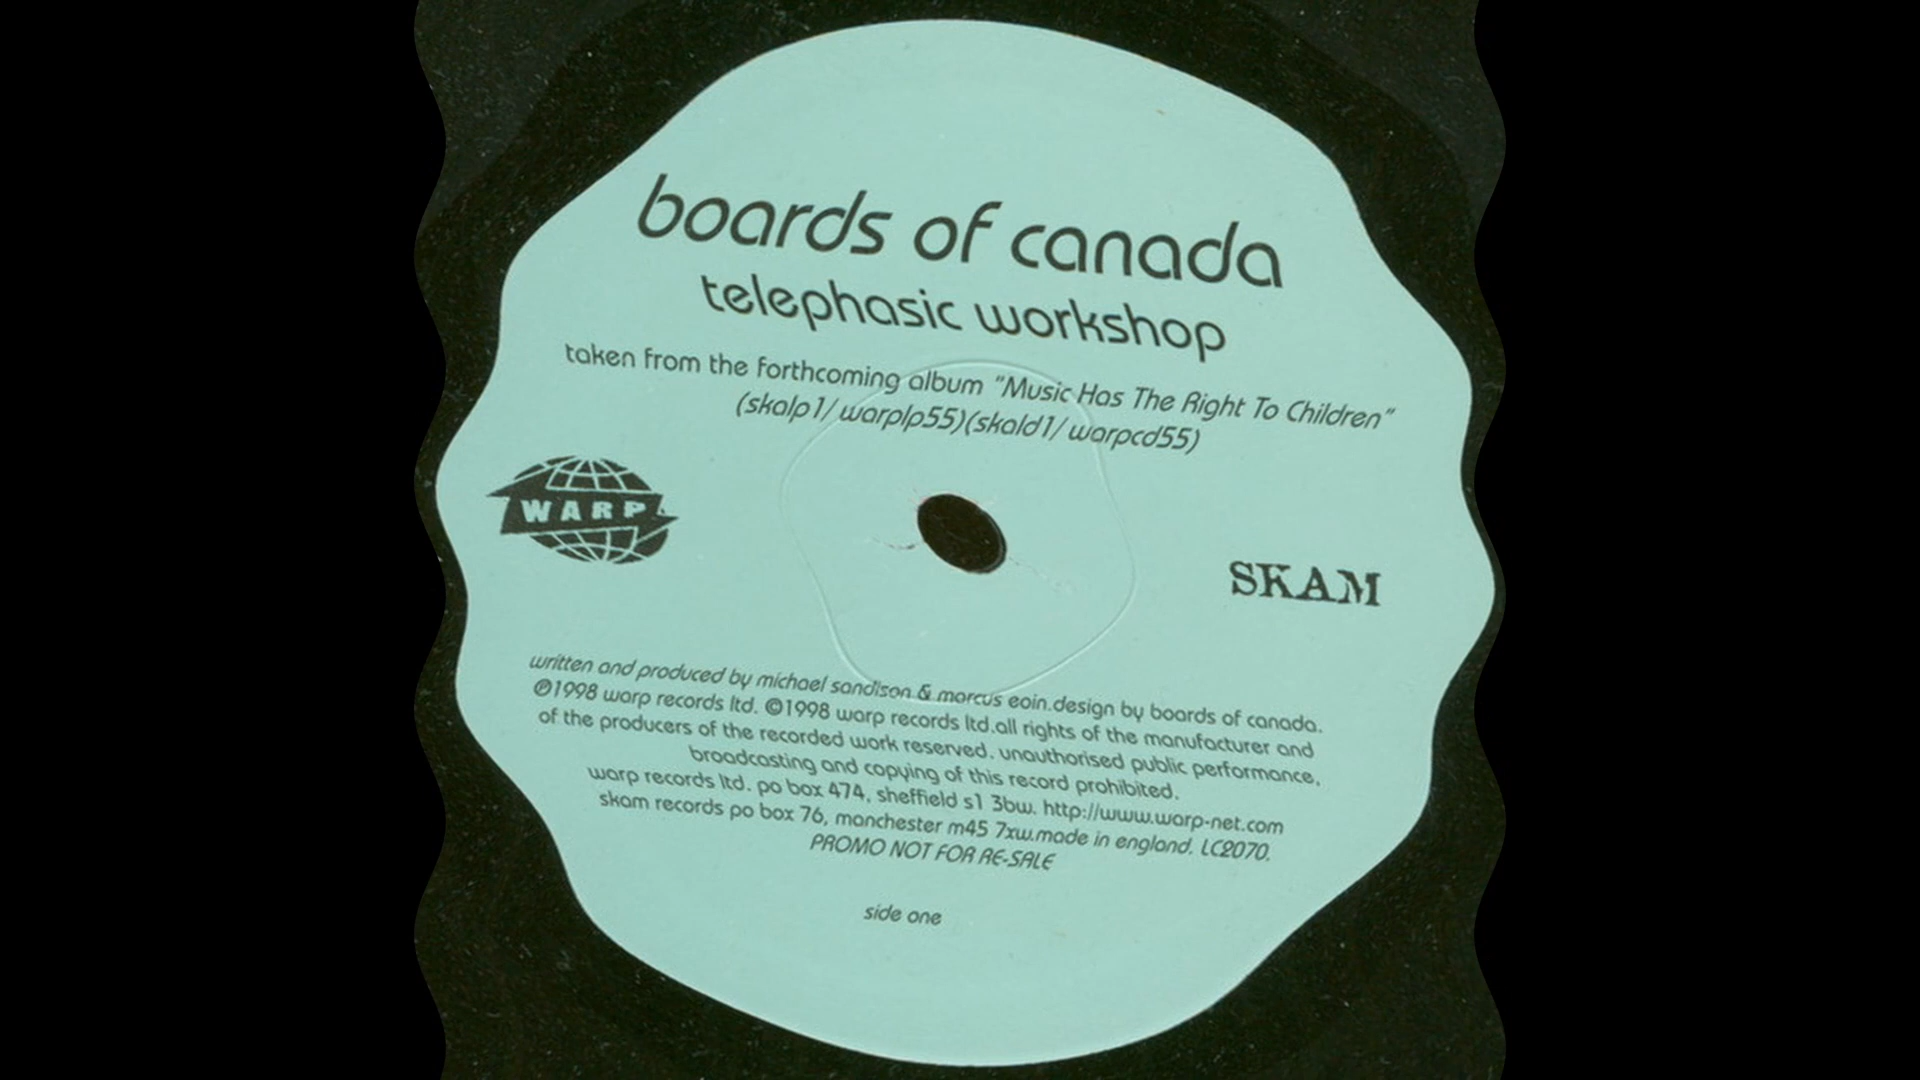 boards of canada
telephasic workshop
taken from the forthcoming album "Music Has The Right To Children"
(skalp1/warplp55)(skald1/warpcd55)
WARP
SKAM
written and produced by michael sandison & marcus eoin.design by boards of canada.
℗1998 warp records ltd. ©1998 warp records ltd.all rights of the manufacturer and
of the producers of the recorded work reserved. unauthorised public performance,
broadcasting and copying of this record prohibited.
warp records ltd. po box 474, sheffield s1 3bw. http://www.warp-net.com
skam records po box 76, manchester m45 7xw.made in england. LC2070.
PROMO NOT FOR RE-SALE
side one